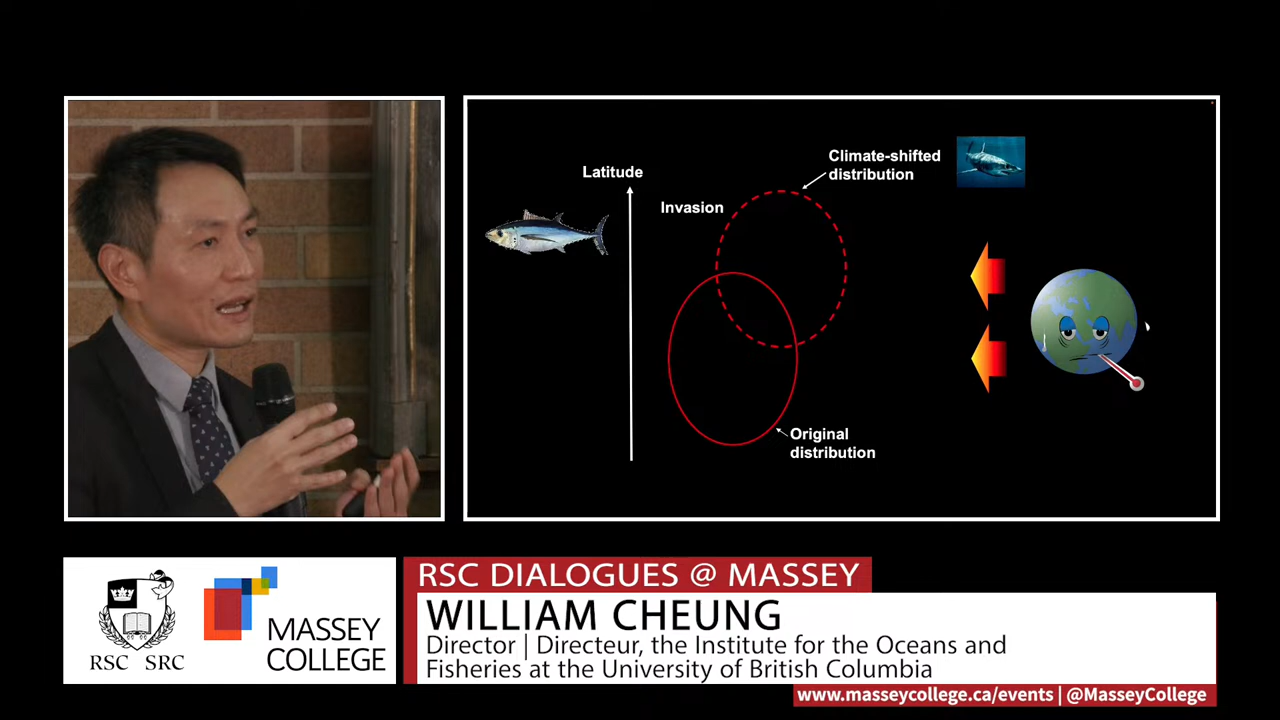 Latitude
Climate-shifted
distribution
Invasion
Original
distribution
RSC SRC
MASSEY
COLLEGE
RSC DIALOGUES @ MASSEY
WILLIAM CHEUNG
Director | Directeur, the Institute for the Oceans and
Fisheries at the University of British Columbia
www.masseycollege.ca/events | @MasseyCollege